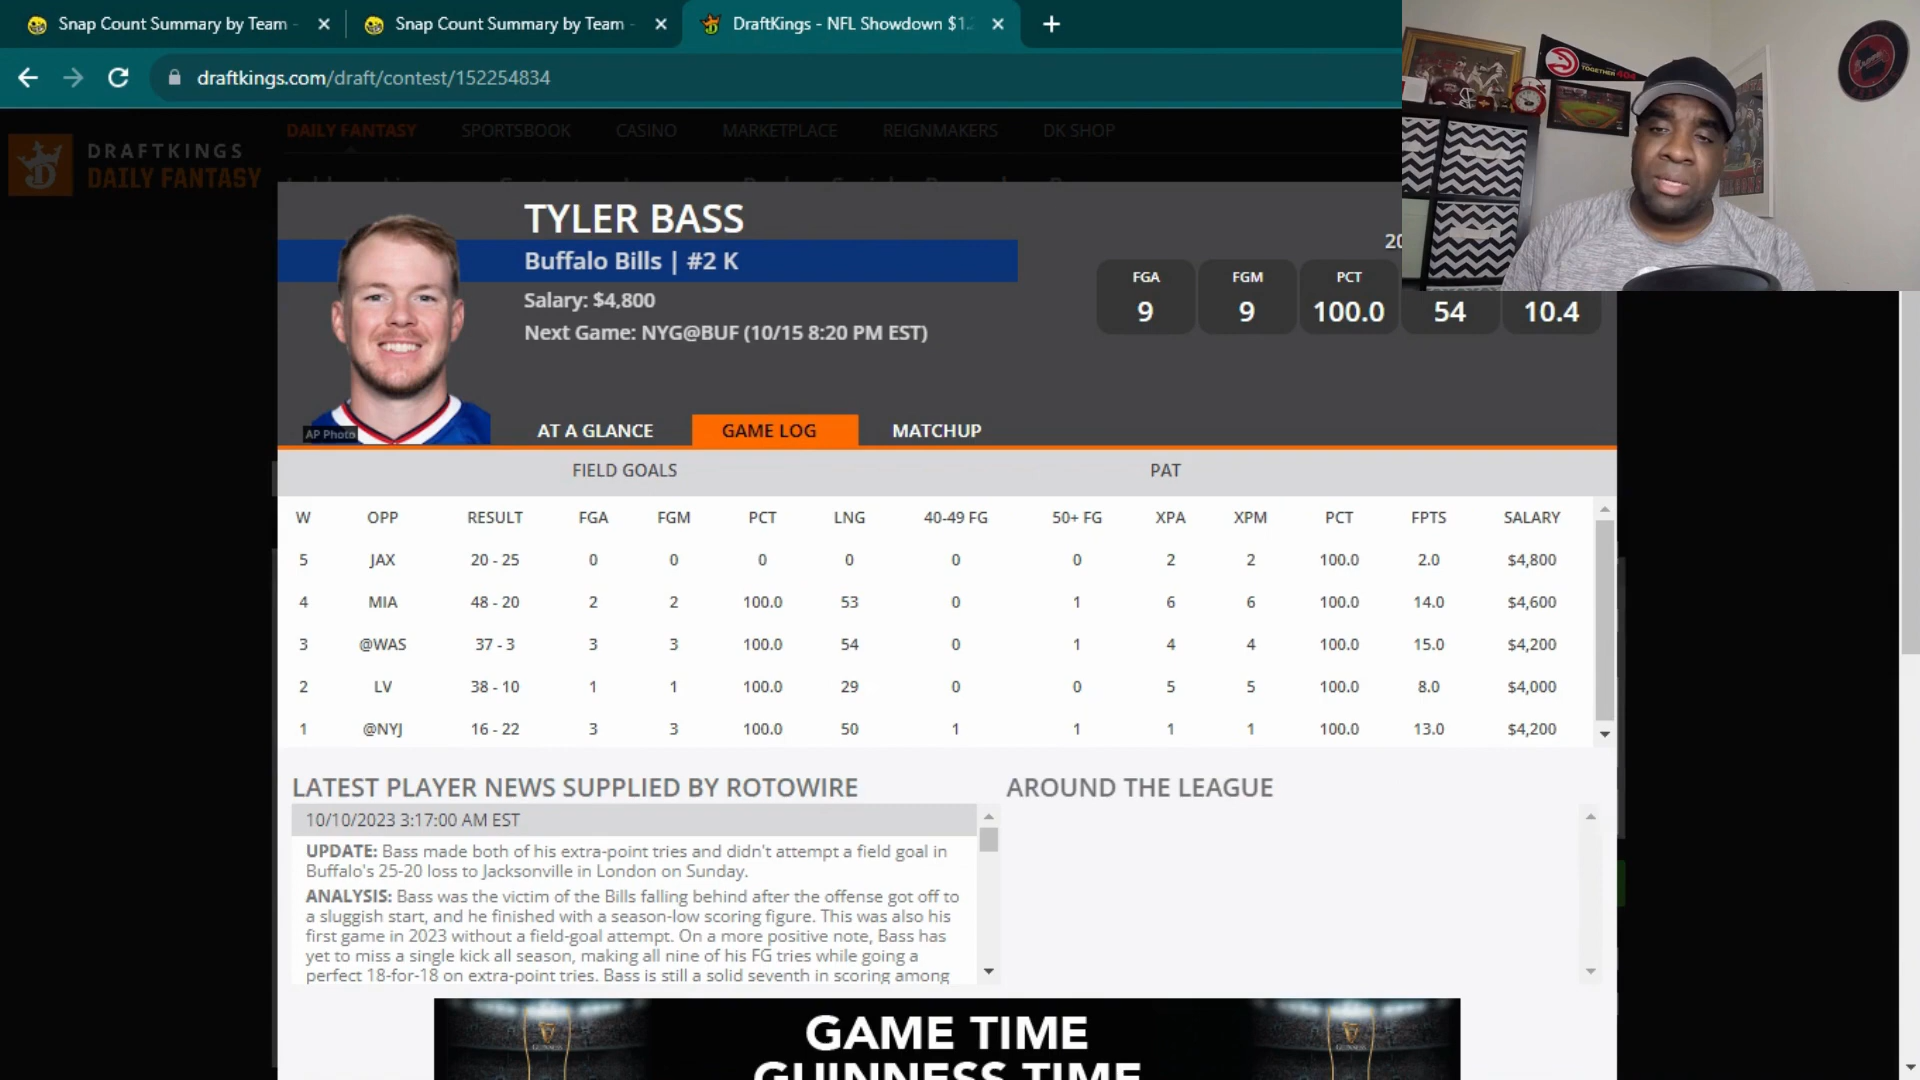 Snap Count Summary by Team -
Snap Count Summary by Team -
DraftKings - NFL Showdown $1.
draftkings.com/draft/contest/152254834
DRAFTKINGS
DAILY FANTASY
DAILY FANTASY SPORTSBOOK CASINO MARKETPLACE REIGNMAKERS DK SHOP
TOGETHER 404
TYLER BASS
Buffalo Bills | #2 K
Salary: $4,800
Next Game: NYG@BUF (10/15 8:20 PM EST)
20
FGA FGM PCT
9 9 100.0 54 10.4
AP Photo
AT A GLANCE GAME LOG MATCHUP
FIELD GOALS PAT
W OPP RESULT FGA FGM PCT LNG 40-49 FG 50+ FG XPA XPM PCT FPTS SALARY
5 JAX 20 - 25 0 0 0 0 0 0 2 2 100.0 2.0 $4,800
4 MIA 48 - 20 2 2 100.0 53 0 1 6 6 100.0 14.0 $4,600
3 @WAS 37 - 3 3 3 100.0 54 0 1 4 4 100.0 15.0 $4,200
2 LV 38 - 10 1 1 100.0 29 0 0 5 5 100.0 8.0 $4,000
1 @NYJ 16 - 22 3 3 100.0 50 1 1 1 1 100.0 13.0 $4,200
LATEST PLAYER NEWS SUPPLIED BY ROTOWIRE
10/10/2023 3:17:00 AM EST
UPDATE: Bass made both of his extra-point tries and didn't attempt a field goal in
Buffalo's 25-20 loss to Jacksonville in London on Sunday.
ANALYSIS: Bass was the victim of the Bills falling behind after the offense got off to
a sluggish start, and he finished with a season-low scoring figure. This was also his
first game in 2023 without a field-goal attempt. On a more positive note, Bass has
yet to miss a single kick all season, making all nine of his FG tries while going a
perfect 18-for-18 on extra-point tries. Bass is still a solid seventh in scoring among
AROUND THE LEAGUE
GAME TIME
GUINNESS TIME
GUINNESS